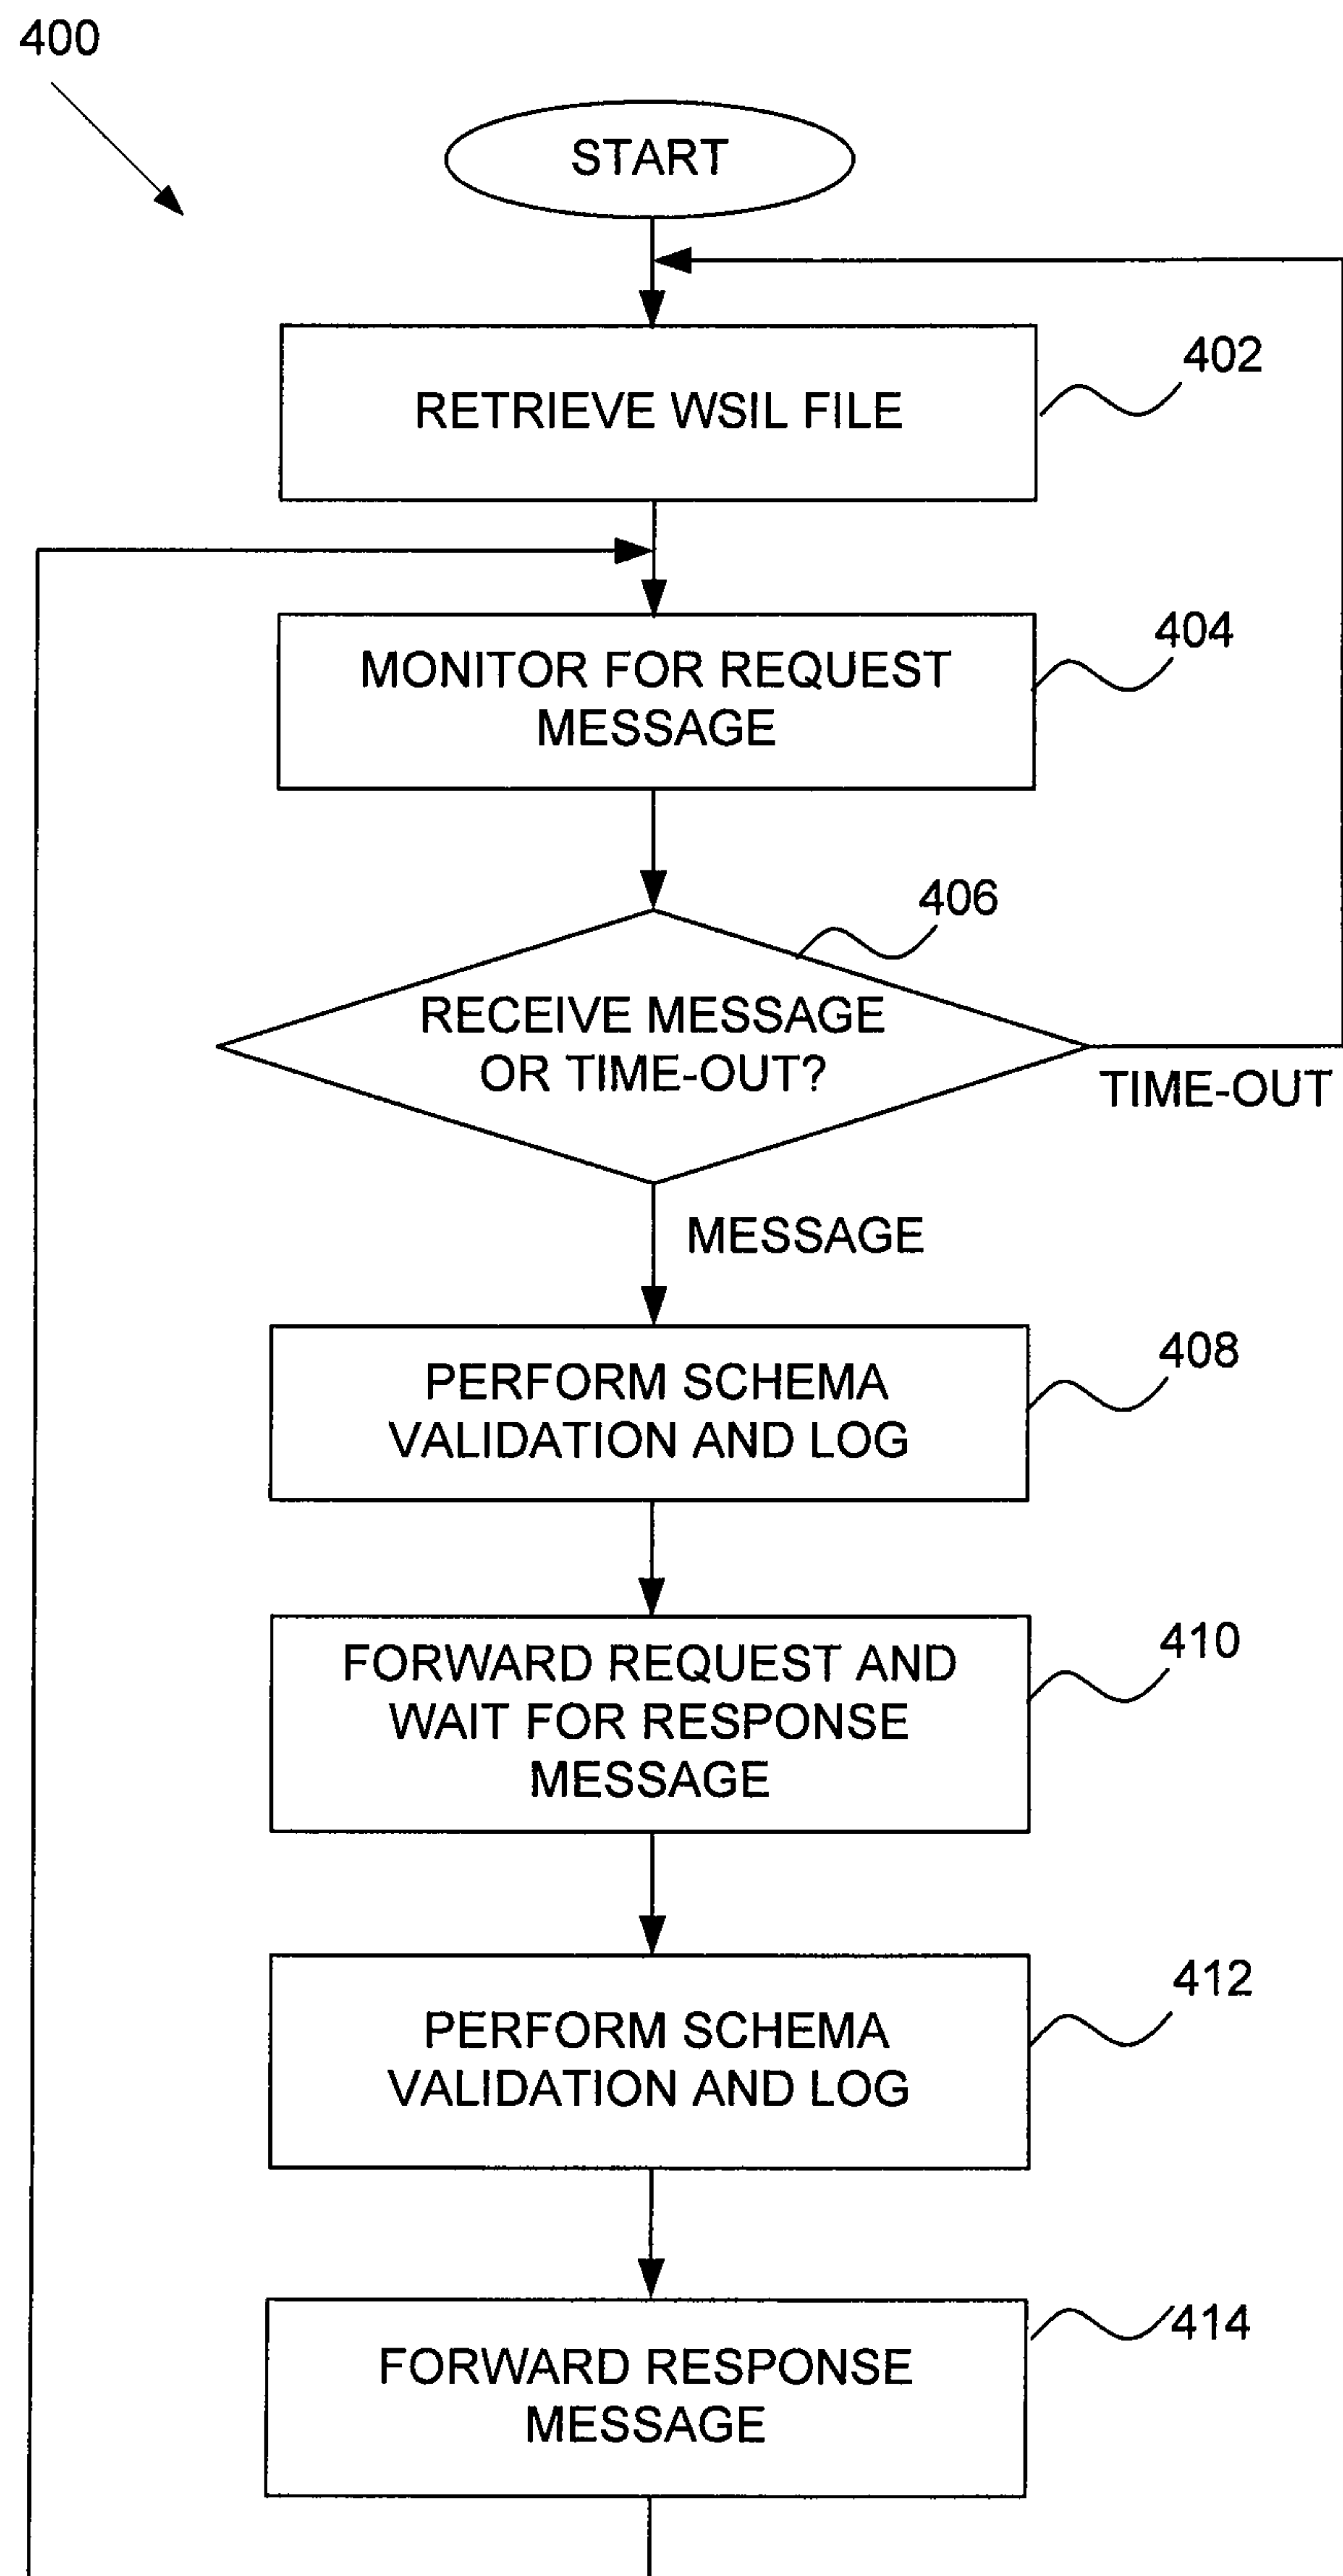 400
START
RETRIEVE WSIL FILE
402
MONITOR FOR REQUEST
MESSAGE
404
406
RECEIVE MESSAGE
OR TIME-OUT?
TIME-OUT
MESSAGE
PERFORM SCHEMA
VALIDATION AND LOG
408
FORWARD REQUEST AND
WAIT FOR RESPONSE
MESSAGE
410
PERFORM SCHEMA
VALIDATION AND LOG
412
FORWARD RESPONSE
MESSAGE
414